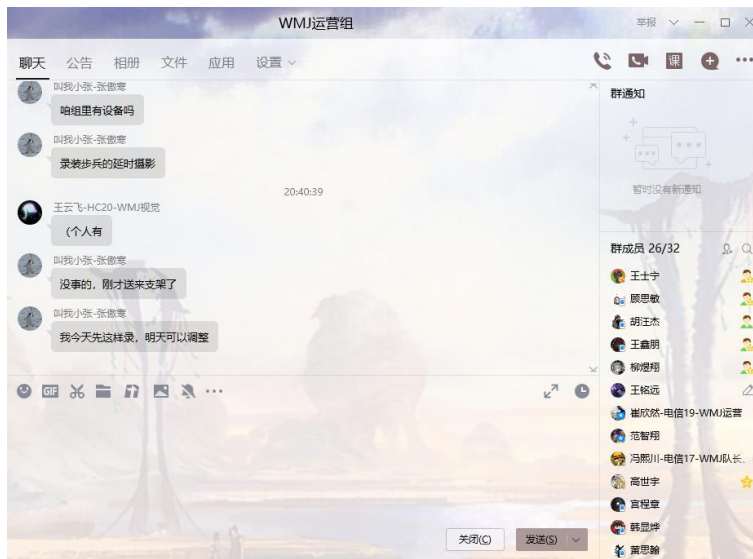 WMJ运营组
举报
聊天 公告 相册 文件 应用 设置
课
叫我小张-张傲寒
咱组里有设备吗
叫我小张-张傲寒
录装步兵的延时摄影
20:40:39
王云飞-HC20-WMJ视觉
（个人有
叫我小张-张傲寒
没事的，刚才送来支架了
叫我小张-张傲寒
我今天先这样录，明天可以调整
GIF
关闭(C)
发送(S)
群通知
暂时没有新通知
群成员 26/32
王士宁
顾思敏
胡汪杰
王鑫朋
柳煜翔
王铭远
崔欣然-电信19-WMJ运营
范智翔
冯熙川-电信17-WMJ队长、
高世宇
宫程章
韩显烨
黄思翰